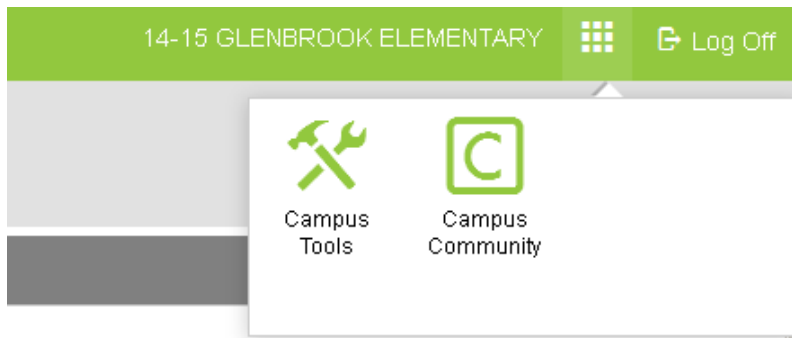 14-15 GLENBROOK ELEMENTARY Log Off
C
Campus Campus
Tools Community